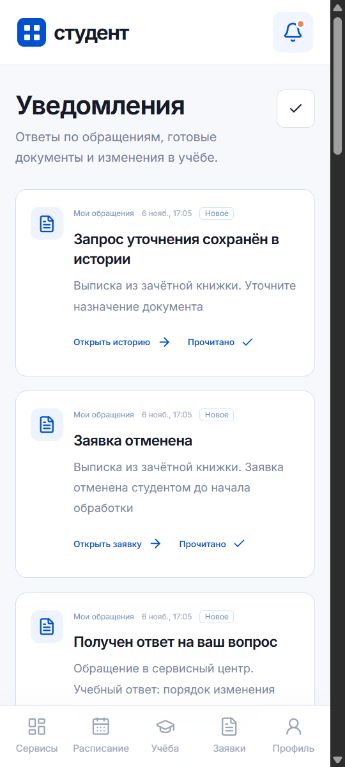 студент
Уведомления
Ответы по обращениям, готовые
документы и изменения в учёбе.
Мои обращения 6 нояб., 17:05 Новое
Запрос уточнения сохранён в
истории
Выписка из зачётной книжки. Уточните
назначение документа
Открыть историю Прочитано
Мои обращения 6 нояб., 17:05 Новое
Заявка отменена
Выписка из зачётной книжки. Заявка
отменена студентом до начала
обработки
Открыть заявку Прочитано
Мои обращения 6 нояб., 17:05 Новое
Получен ответ на ваш вопрос
Обращение в сервисный центр.
Учебный ответ: порядок изменения
Сервисы Расписание Учёба Заявки Профиль